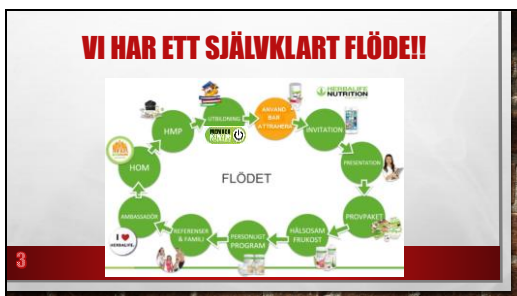 VI HAR ETT SJÄLVKLART FLÖDE!!
HERBALIFE
NUTRITION
ANVÄND
BÄR
ATTRAHERA
INVITATION
PRESENTATION
PROVPAKET
HÄLSOSAM
FRUKOST
PERSONLIGT
PROGRAM
REFERENSER
& FAMILJ
AMBASSADÖR
HOM
HMP
UTBILDNING
FLÖDET
I
HERBALIFE
3